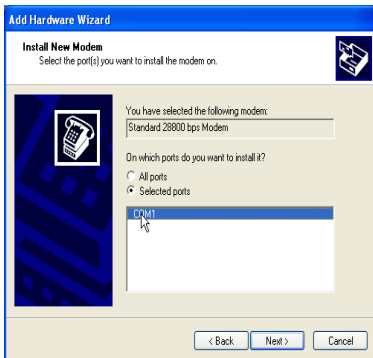 Add Hardware Wizard
Install New Modem
Select the port(s) you want to install the modem on.
You have selected the following modem:
Standard 28800 bps Modem
On which ports do you want to install it?
All ports
Selected ports
COM1
< Back
Next >
Cancel